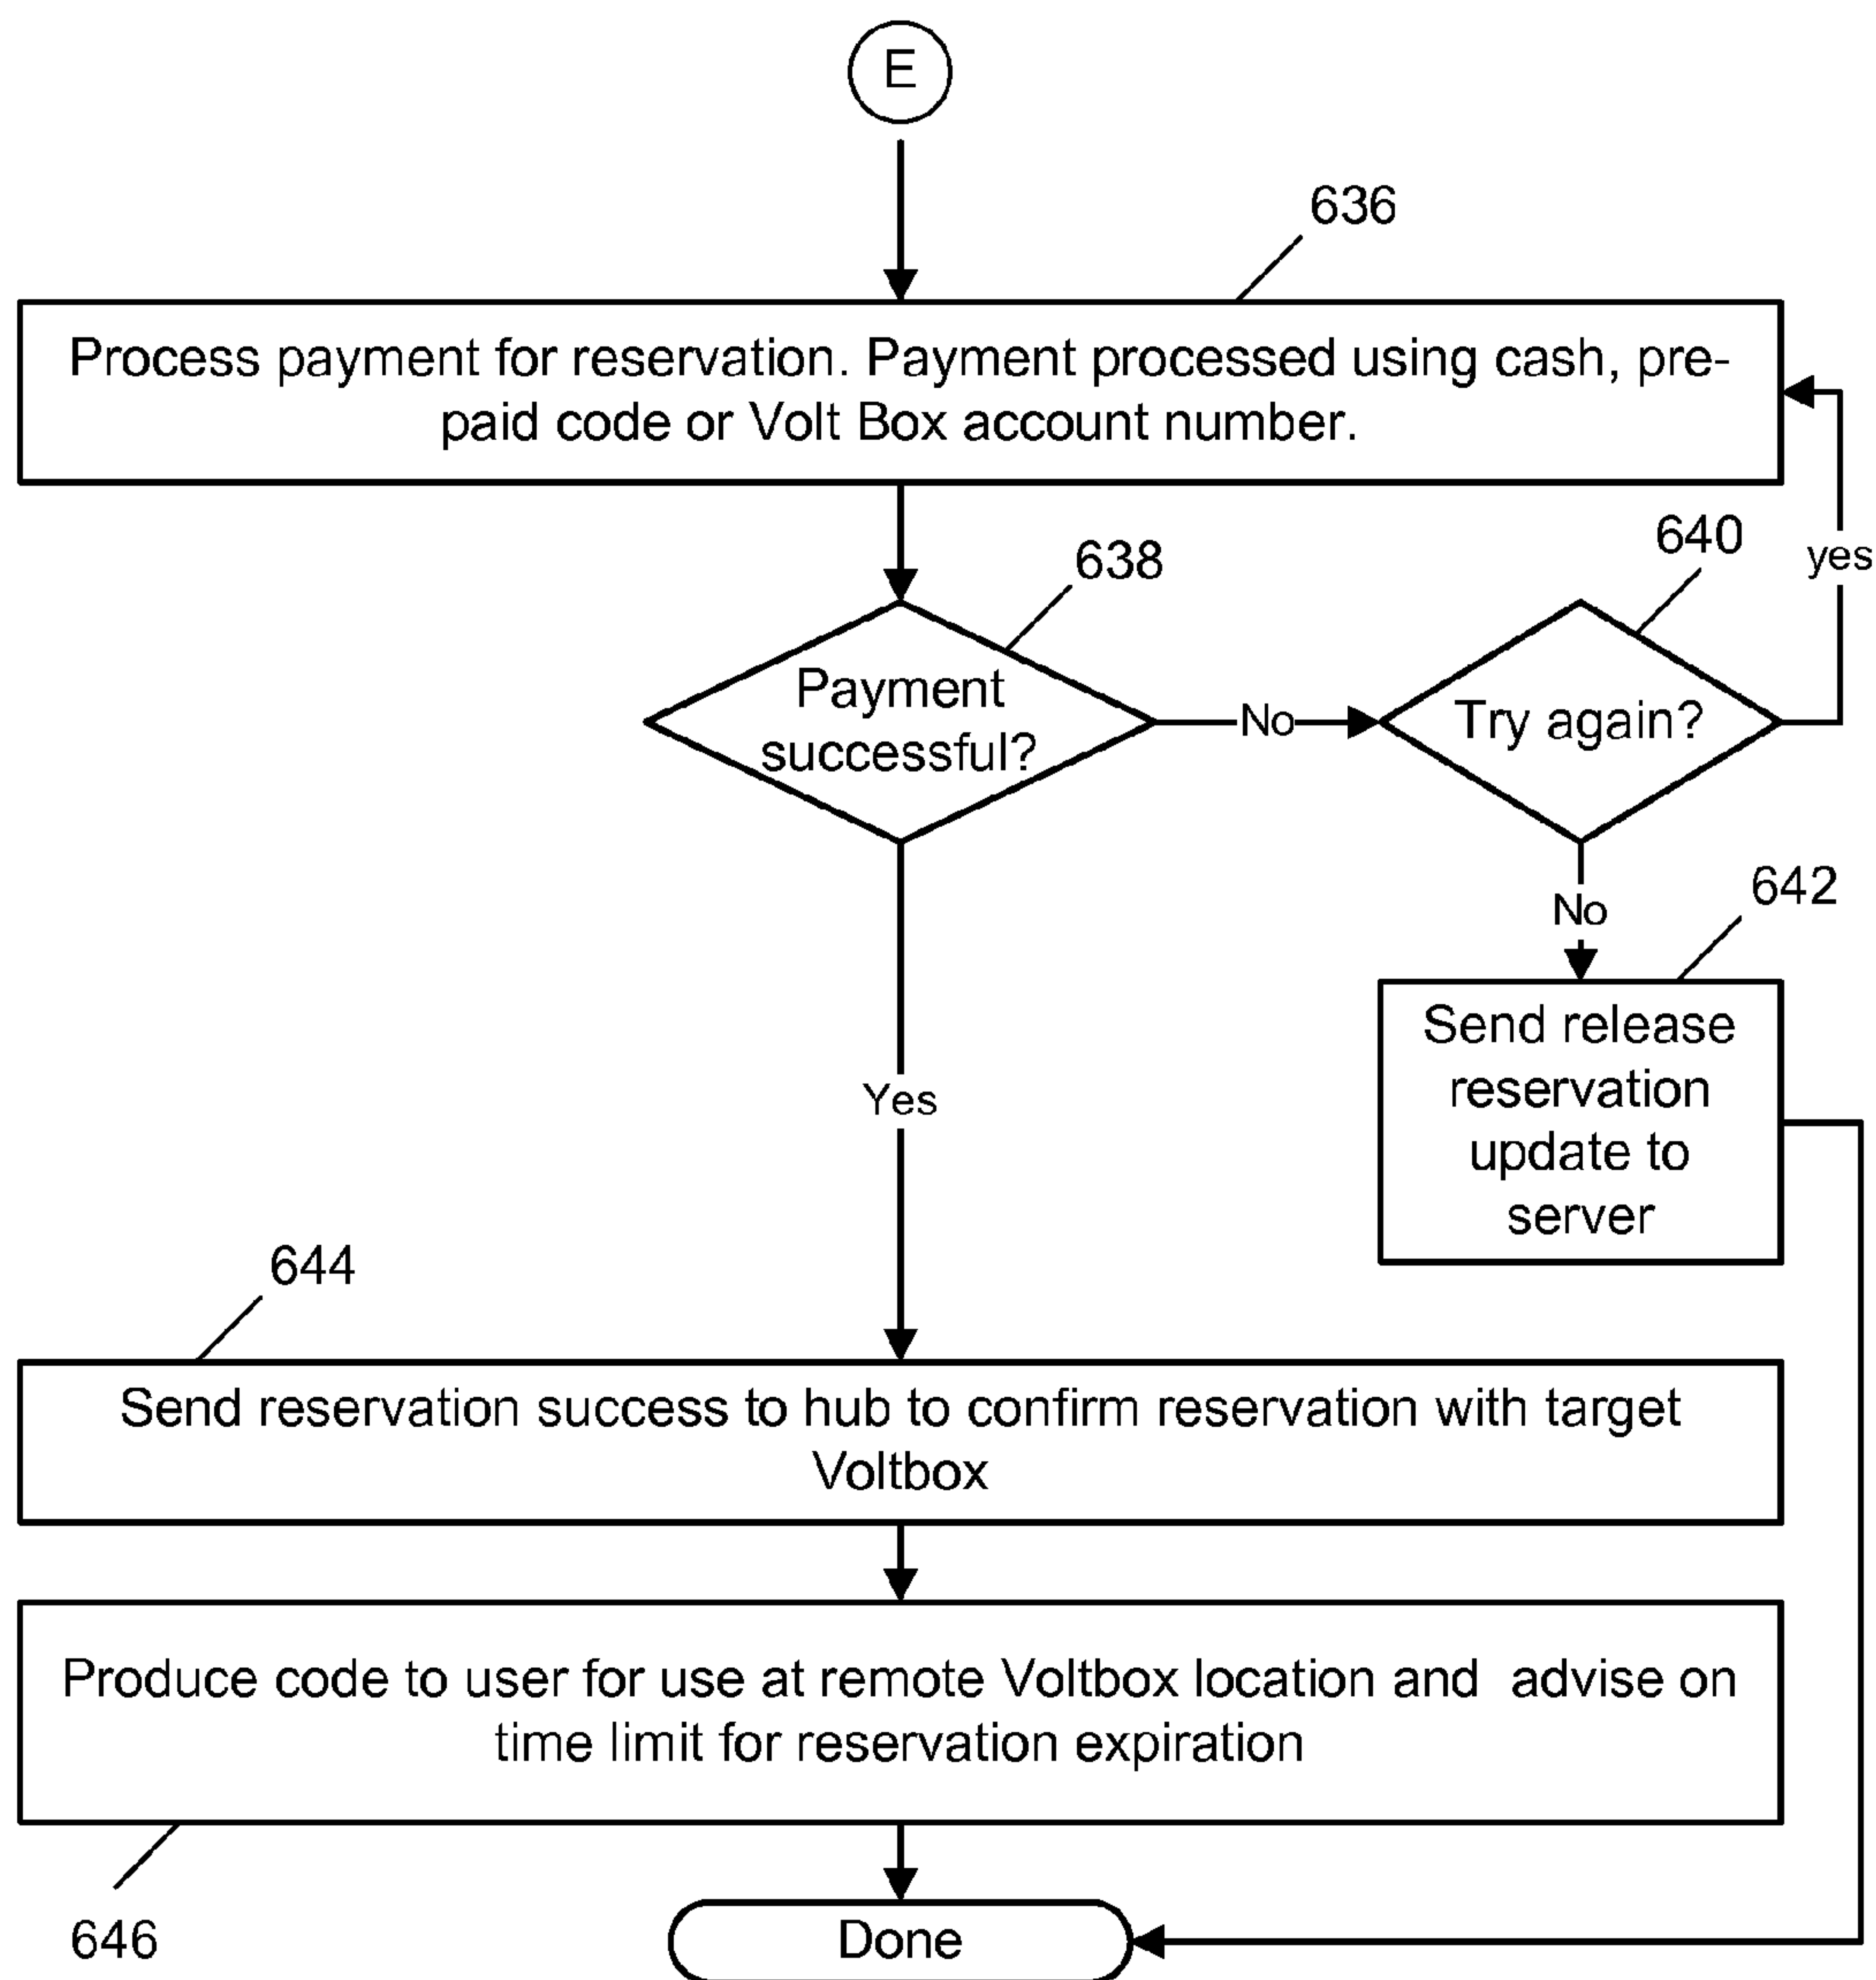 E
636
Process payment for reservation. Payment processed using cash, pre-
paid code or Volt Box account number.
638
640
yes
Payment
successful?
No
Try again?
No
642
Send release
reservation
update to
server
Yes
644
Send reservation success to hub to confirm reservation with target
Voltbox
Produce code to user for use at remote Voltbox location and  advise on
time limit for reservation expiration
646
Done